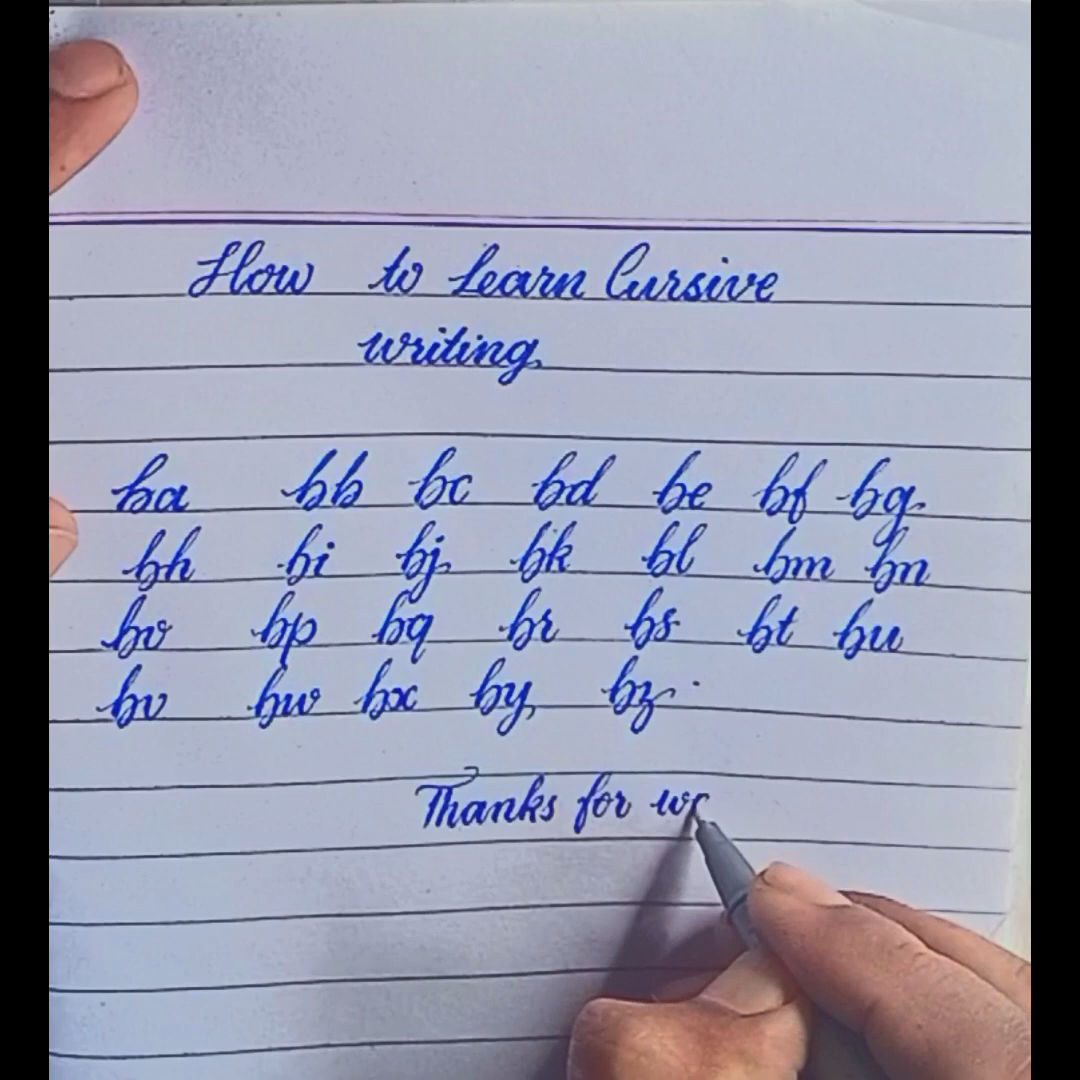 How to Learn Cursive
writing.
ba bb bc bd be bf bg
bh bi bj bk bl bm bn
bo bp bq br bs bt bu
bv bw bx by bz.
Thanks for